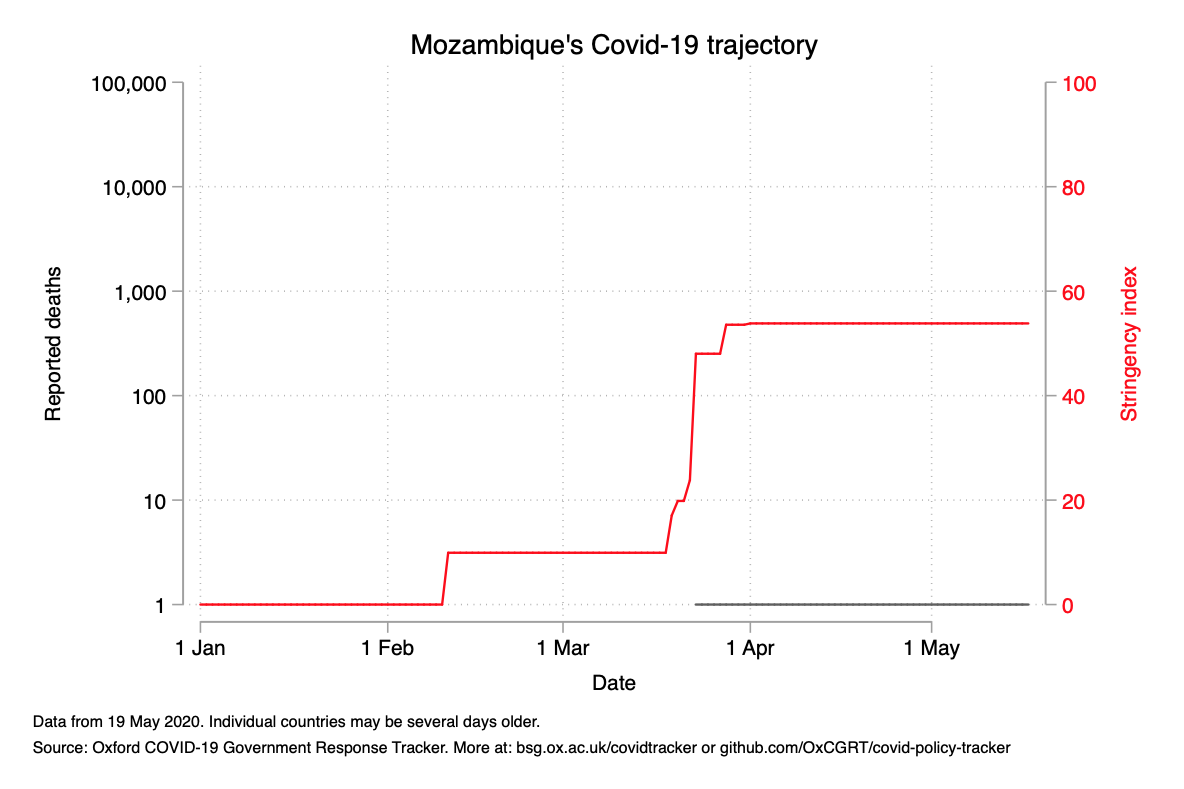 Mozambique's Covid-19 trajectory
100,000
10,000
1,000
100
10
1
Reported deaths
100
80
60
40
20
0
Stringency index
1 Jan
1 Feb
1 Mar
1 Apr
1 May
Date
Data from 19 May 2020. Individual countries may be several days older.
Source: Oxford COVID-19 Government Response Tracker. More at: bsg.ox.ac.uk/covidtracker or github.com/OxCGRT/covid-policy-tracker